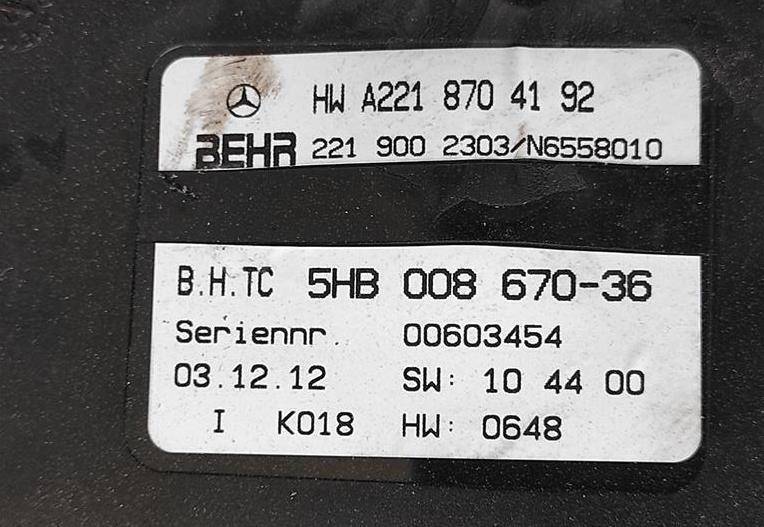 HW A221 870 41 92
BEHR 221 900 2303/N6558010
B.H.TC 5HB 008 670-36
Seriennr. 00603454
03.12.12 SW: 10 44 00
I K018 HW: 0648